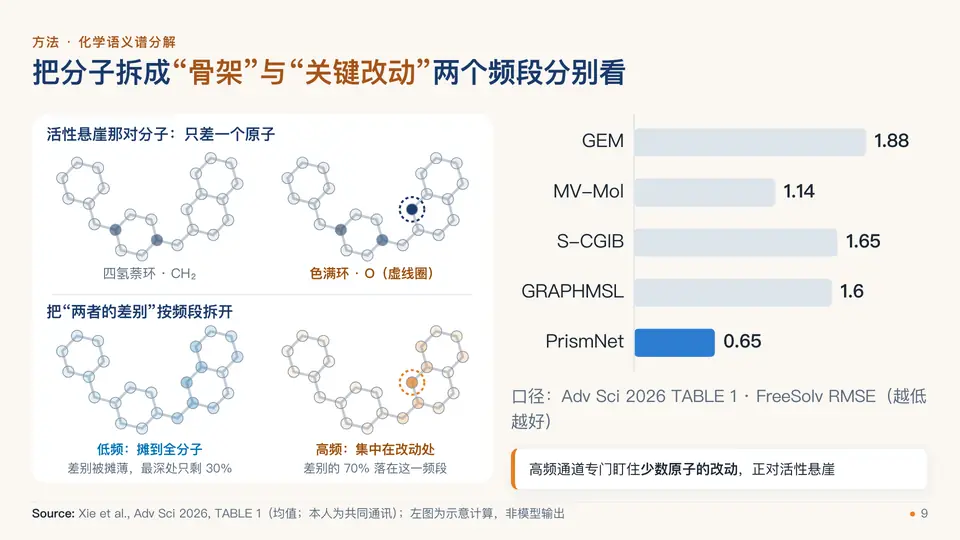 方法 · 化学语义谱分解
把分子拆成“骨架”与“关键改动”两个频段分别看
活性悬崖那对分子：只差一个原子
四氢萘环 · CH₂
色满环 · O（虚线圈）
把“两者的差别”按频段拆开
低频：摊到全分子
差别被摊薄，最深处只剩 30%
高频：集中在改动处
差别的 70% 落在这一频段
GEM 1.88
MV–Mol 1.14
S–CGIB 1.65
GRAPHMSL 1.6
PrismNet 0.65
口径：Adv Sci 2026 TABLE 1 · FreeSolv RMSE（越低
越好）
高频通道专门盯住少数原子的改动，正对活性悬崖
Source: Xie et al., Adv Sci 2026, TABLE 1（均值；本人为共同通讯）；左图为示意计算，非模型输出
9